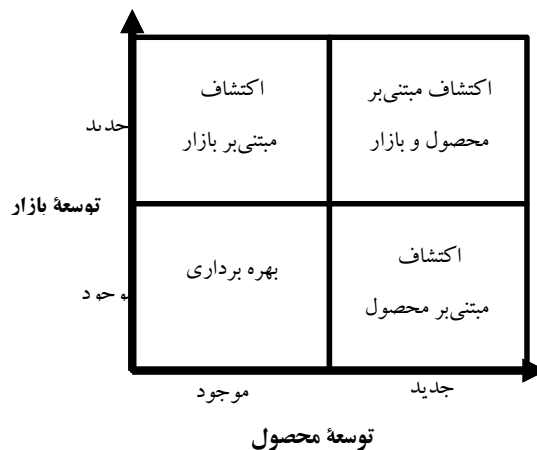 اکتشاف مبتنی‌بر
محصول و بازار
اکتشاف
مبتنی‌بر بازار
جدید
توسعهٔ بازار
اکتشاف
مبتنی‌بر محصول
بهره برداری
موجود
جدید
موجود
توسعهٔ محصول